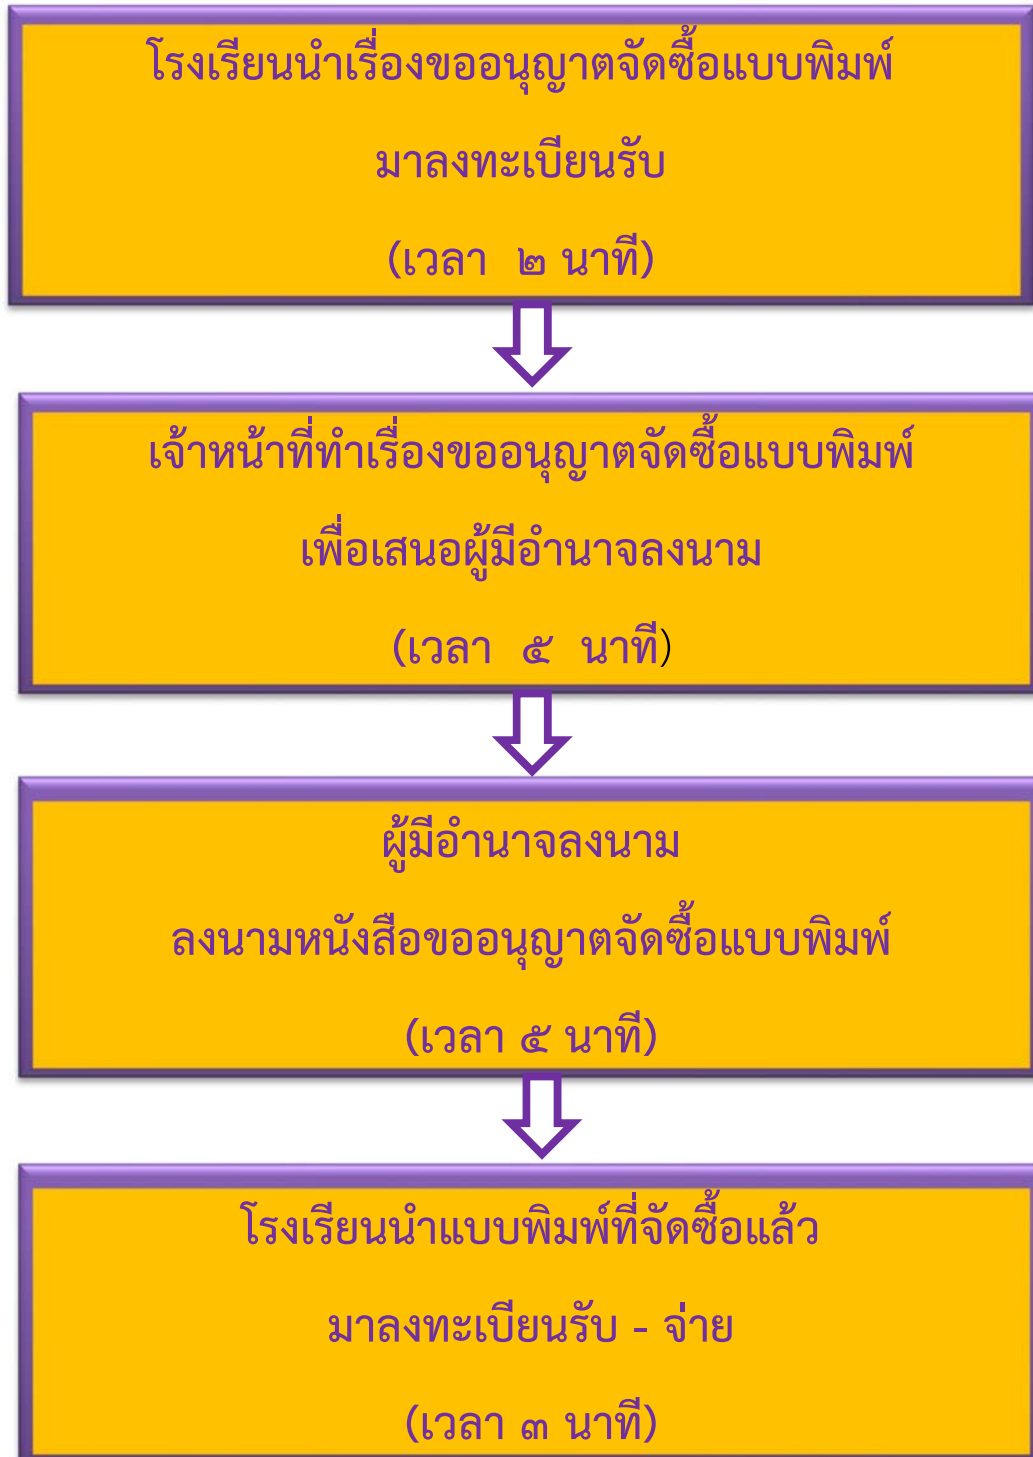 โรงเรียนนำเรื่องขออนุญาตจัดซื้อแบบพิมพ์
มาลงทะเบียนรับ
(เวลา ๒ นาที)
เจ้าหน้าที่ทำเรื่องขออนุญาตจัดซื้อแบบพิมพ์
เพื่อเสนอผู้มีอำนาจลงนาม
(เวลา ๕ นาที)
ผู้มีอำนาจลงนาม
ลงนามหนังสือขออนุญาตจัดซื้อแบบพิมพ์
(เวลา ๕ นาที)
โรงเรียนนำแบบพิมพ์ที่จัดซื้อแล้ว
มาลงทะเบียนรับ - จ่าย
(เวลา ๓ นาที)